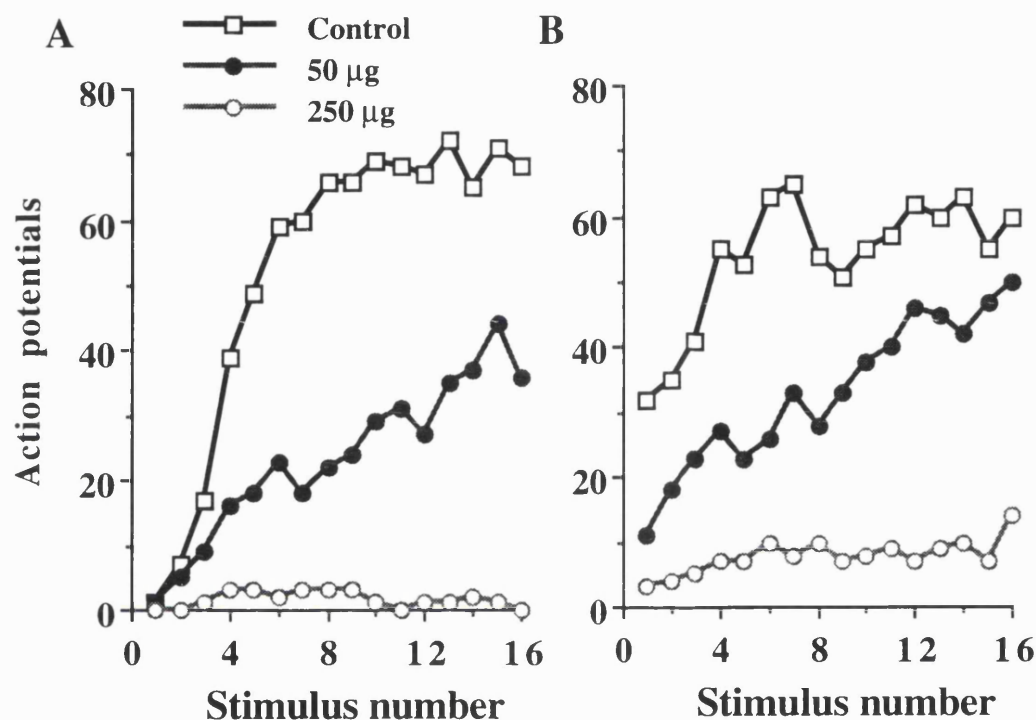 A
Control
50 µg
250 µg
B
80
60
40
20
0
Action potentials
0 4 8 12 16
Stimulus number
80
60
40
20
0
0 4 8 12 16
Stimulus number